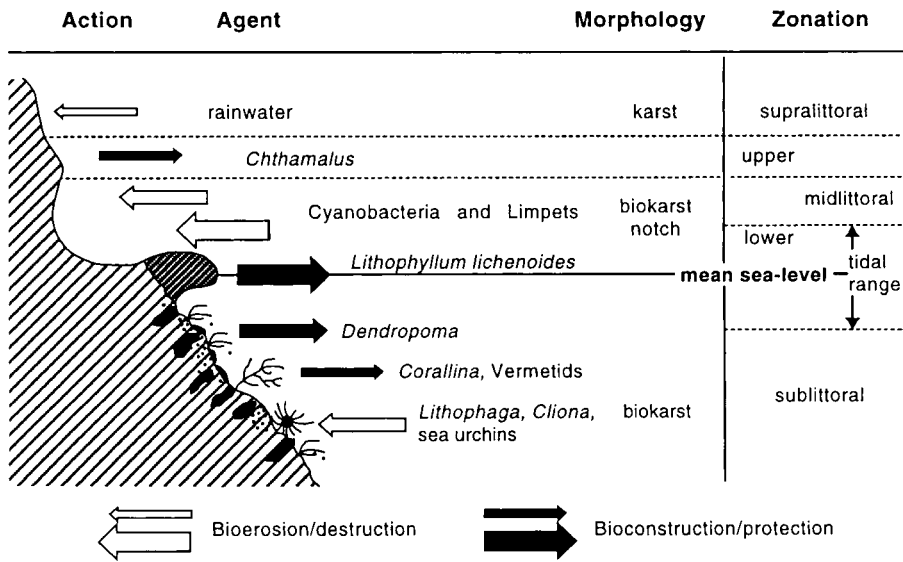 Action Agent Morphology Zonation
rainwater karst supralittoral
Chthamalus upper
midlittoral
Cyanobacteria and Limpets biokarst
notch lower
Lithophyllum lichenoides tidal
mean sea-level range
Dendropoma
Corallina, Vermetids
sublittoral
Lithophaga, Cliona, biokarst
sea urchins
Bioerosion/destruction Bioconstruction/protection